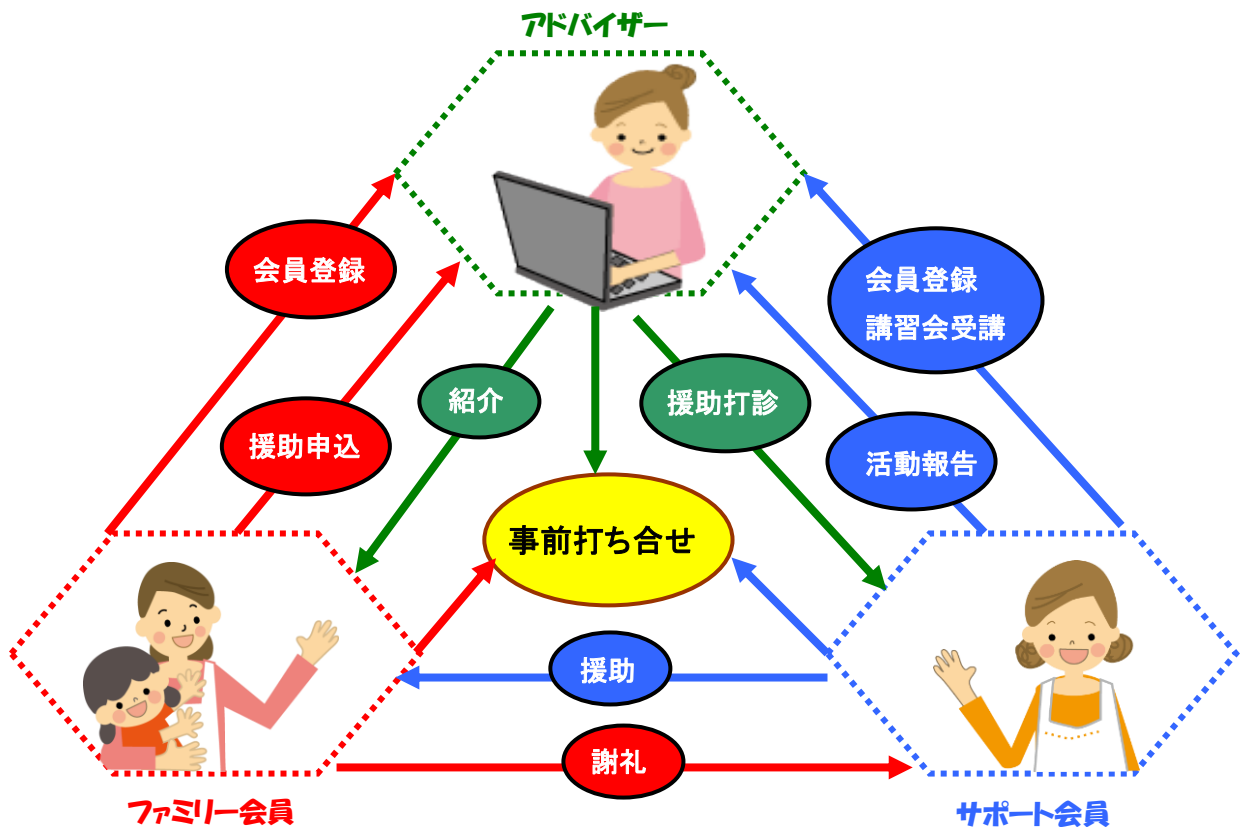 アドバイザー
会員登録
会員登録
講習会受講
紹介
援助打診
援助申込
活動報告
事前打ち合せ
援助
謝礼
ファミリー会員
サポート会員